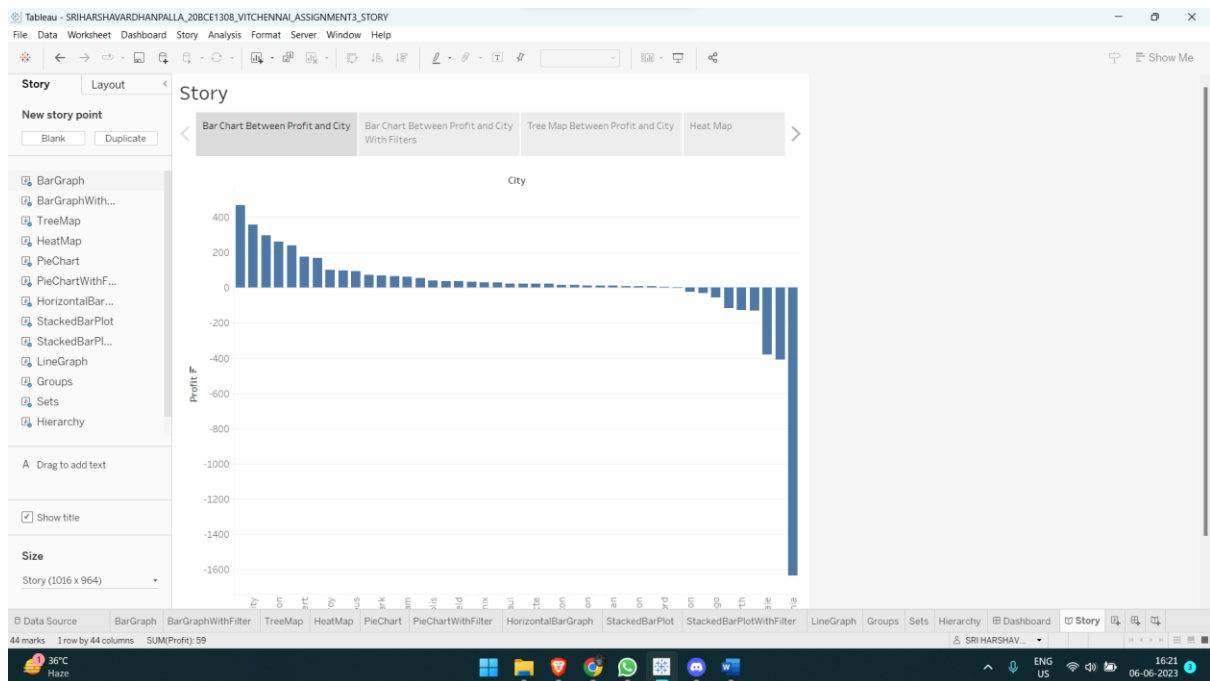 Tableau - SRIHARSHAVARDHANPALLA_20BCE1308_VITCHENNAI_ASSIGNMENT3_STORY
File Data Worksheet Dashboard Story Analysis Format Server Window Help
Show Me
Story Layout
New story point
Blank Duplicate
BarGraph
BarGraphWith...
TreeMap
HeatMap
PieChart
PieChartWithF...
HorizontalBar...
StackedBarPlot
StackedBarPl...
LineGraph
Groups
Sets
Hierarchy
A Drag to add text
Show title
Size
Story (1016 x 964)
Story
Bar Chart Between Profit and City
Bar Chart Between Profit and City
With Filters
Tree Map Between Profit and City
Heat Map
City
400
200
0
-200
-400
-600
-800
-1000
-1200
-1400
-1600
Profit
Data Source BarGraph BarGraphWithFilter TreeMap HeatMap PieChart PieChartWithFilter HorizontalBarGraph StackedBarPlot StackedBarPlotWithFilter LineGraph Groups Sets Hierarchy Dashboard Story
44 marks 1 row by 44 columns SUM(Profit): 59
SRI HARSHAV...
1
36°C
Haze
ENG
US
16:21
06-06-2023
3